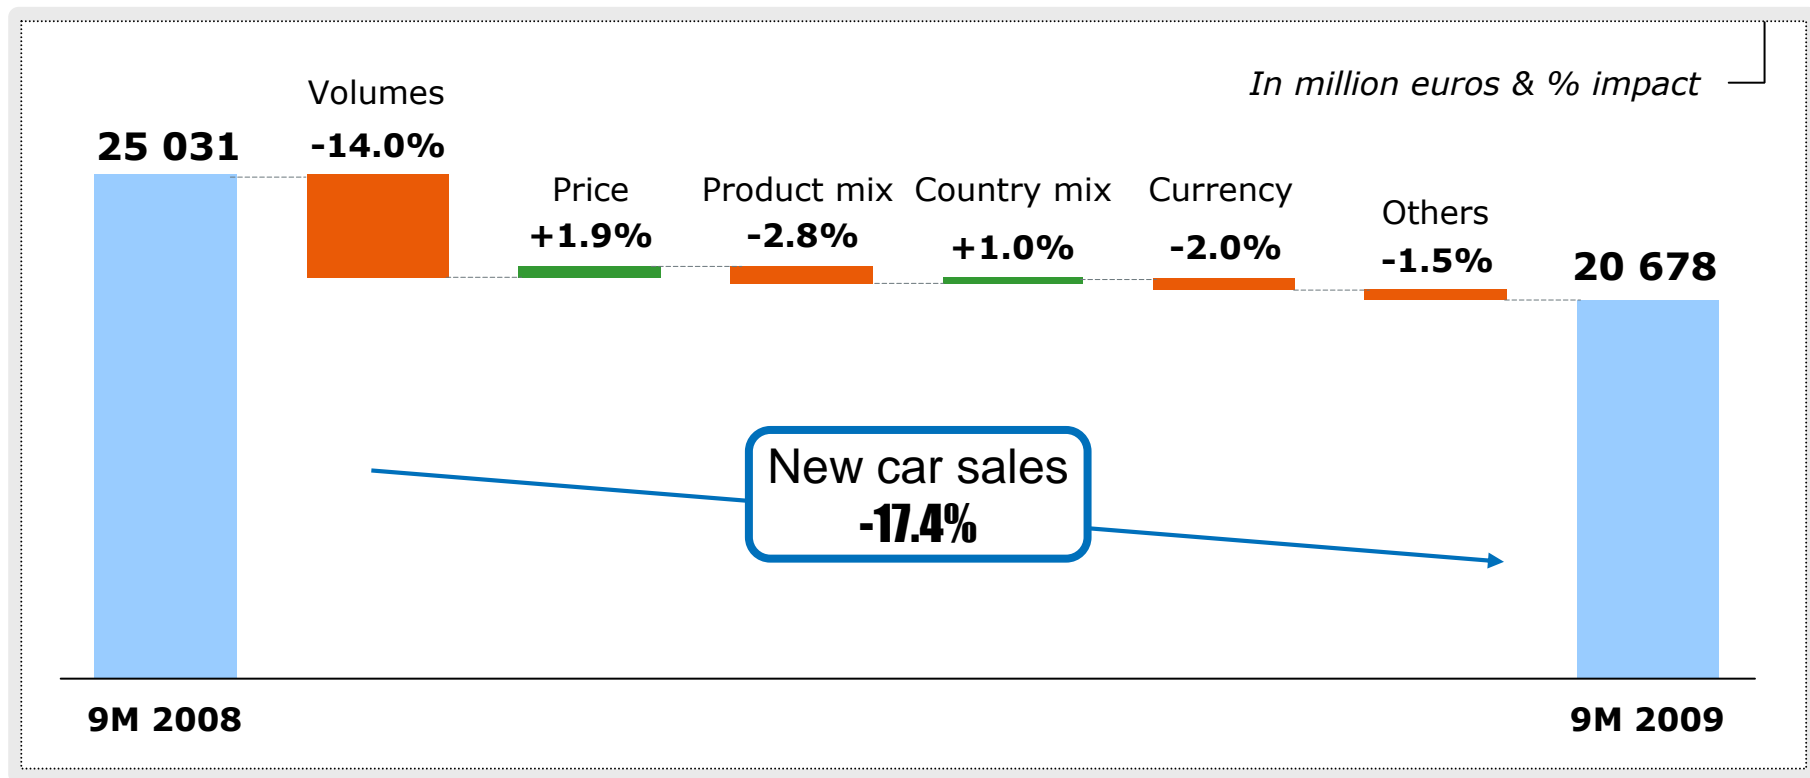 In million euros & % impact
Volumes
-14.0%
25 031
Price
+1.9%
Product mix
-2.8%
Country mix
+1.0%
Currency
-2.0%
Others
-1.5%
20 678
New car sales
-17.4%
9M 2008
9M 2009